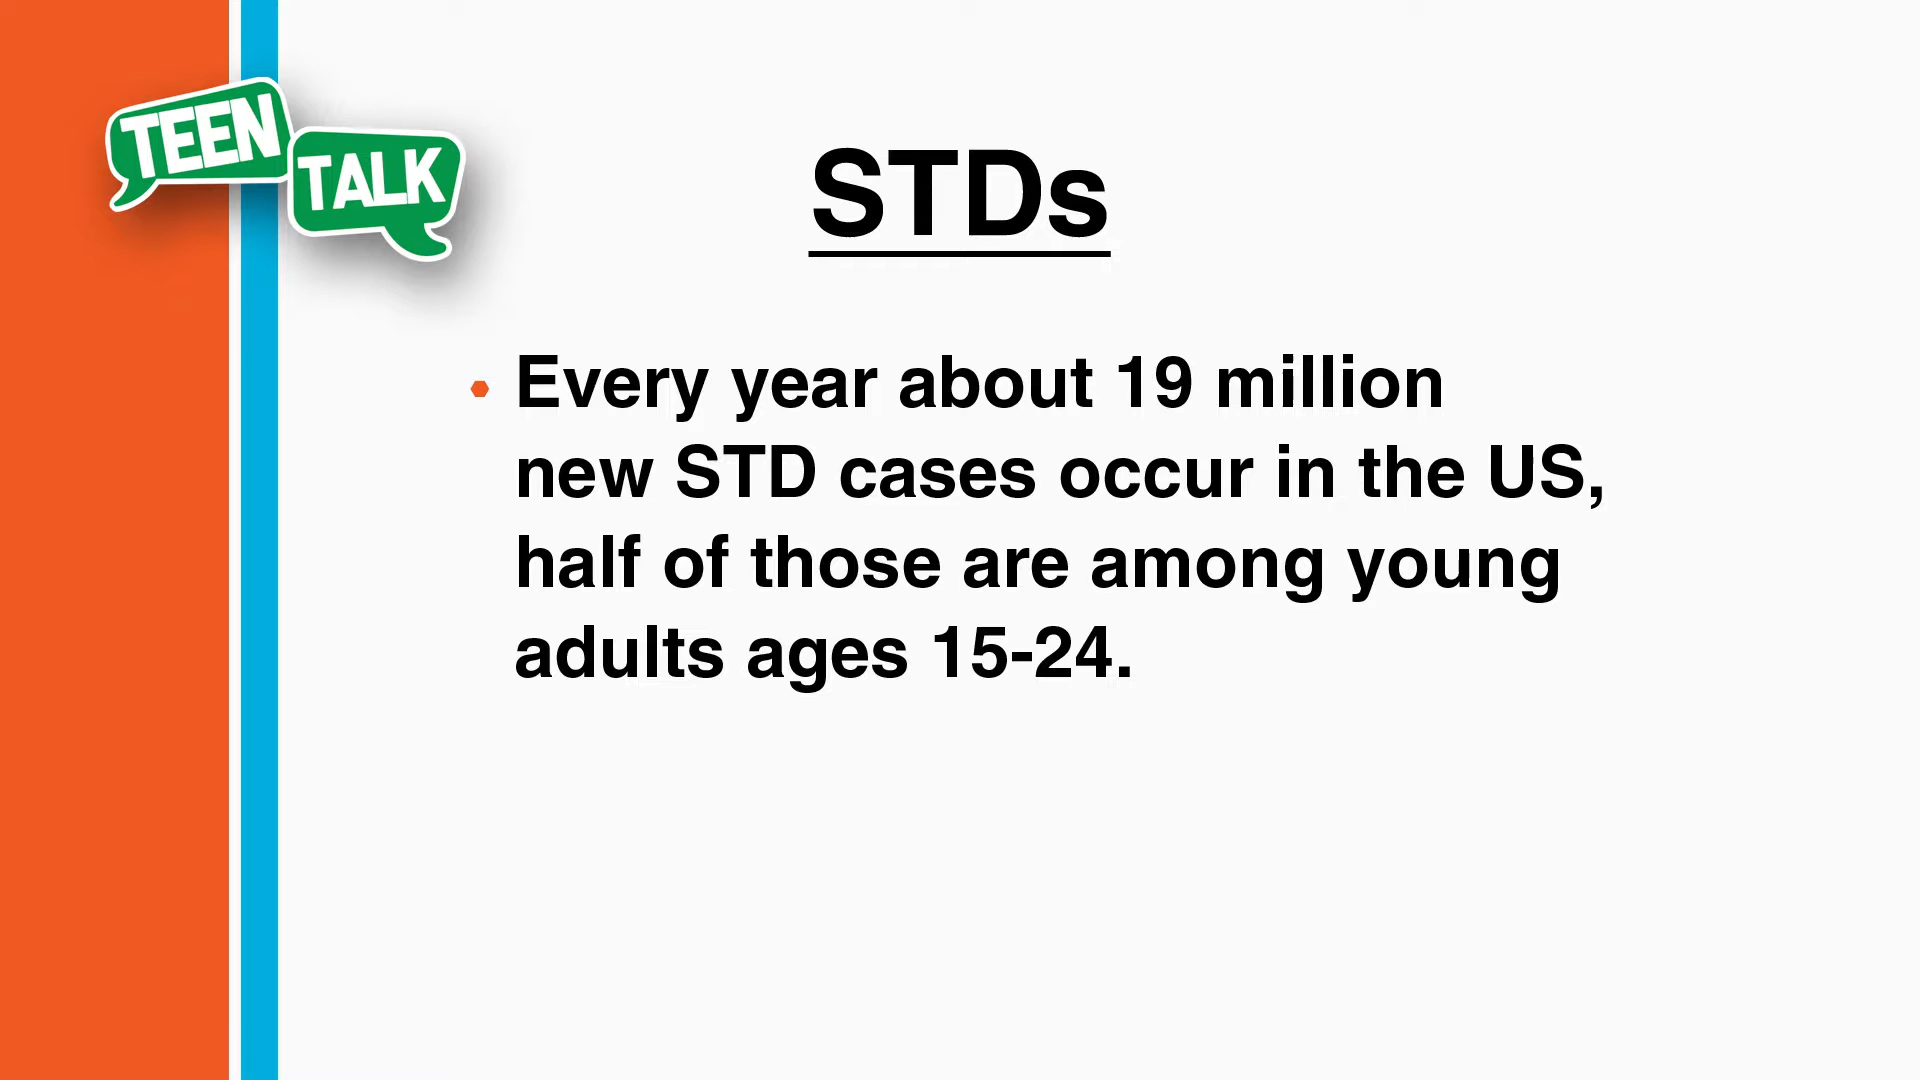 TEEN
TALK
STDs
• Every year about 19 million
new STD cases occur in the US,
half of those are among young
adults ages 15-24.